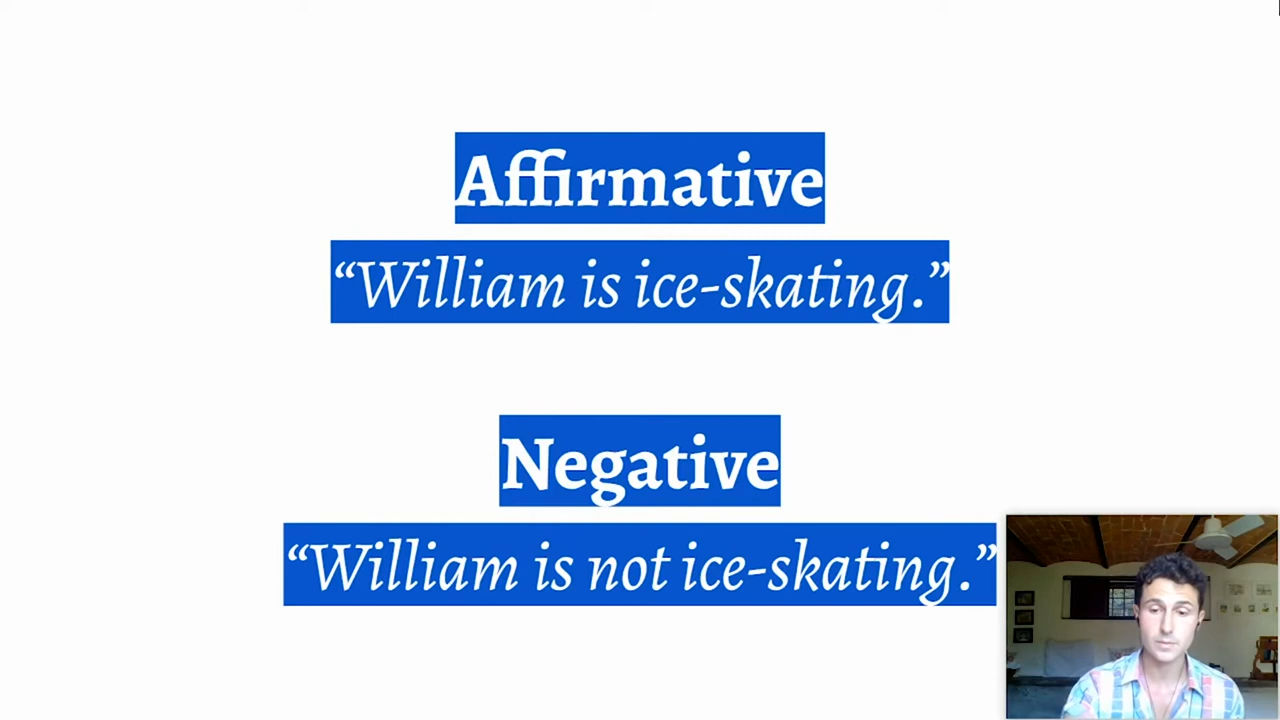 Affirmative
“William is ice-skating.”
Negative
“William is not ice-skating.”